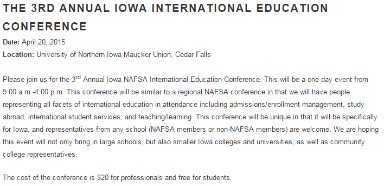 THE 3RD ANNUAL IOWA INTERNATIONAL EDUCATION
CONFERENCE
Date: April 20, 2015
Location: University of Northern Iowa Maucker Union, Cedar Falls
Please join us for the 3rd Annual Iowa NAFSA International Education Conference. This will be a one day event from
9:00 a.m -4:00 p.m. This conference will be similar to a regional NAFSA conference in that we will have people
representing all facets of international education in attendance including admissions/enrollment management, study
abroad, international student services, and teaching/learning. This conference will be unique in that it will be specifically
for Iowa, and representatives from any school (NAFSA members or non-NAFSA members) are welcome. We are hoping
this event will not only bring in large schools, but also smaller Iowa colleges and universities, as well as community
college representatives.
The cost of the conference is $20 for professionals and free for students.